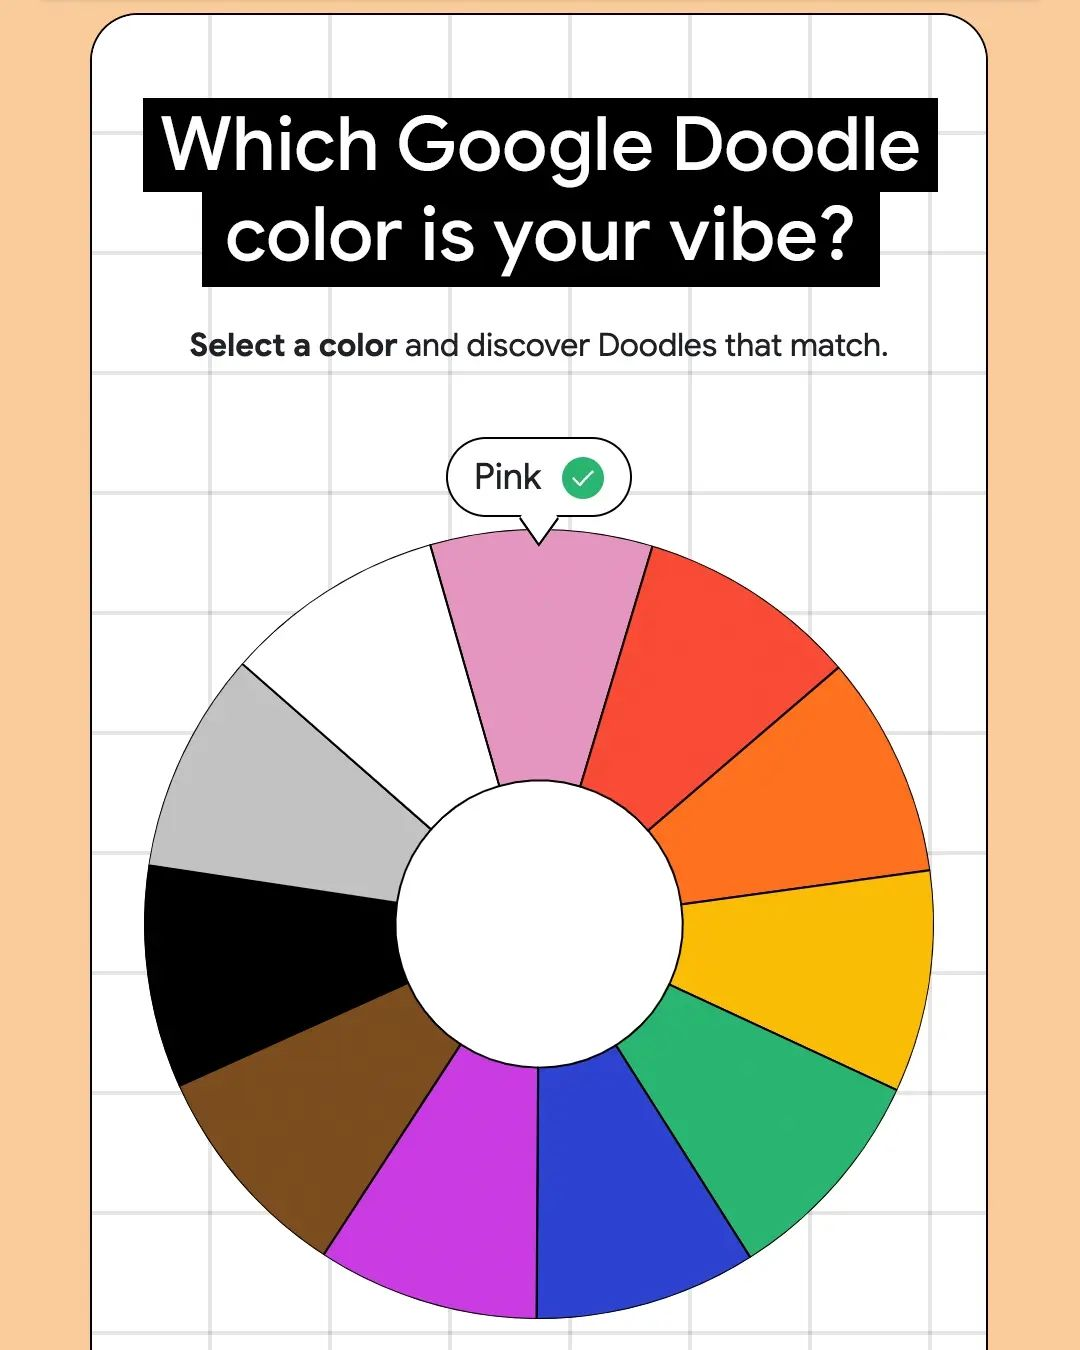 Which Google Doodle
color is your vibe?
Select a color and discover Doodles that match.
Pink